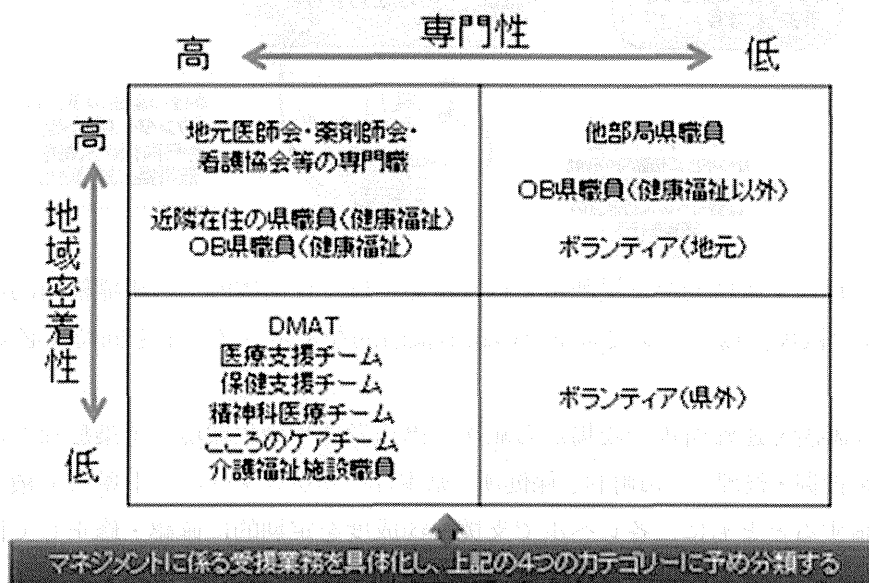 専門性
高
低
高
地域密着性
低
地元医師会・薬剤師会・
看護協会等の専門職
近隣在住の県職員(健康福祉)
OB県職員(健康福祉)
他部局県職員
OB県職員(健康福祉以外)
ボランティア(地元)
DMAT
医療支援チーム
保健支援チーム
精神科医療チーム
こころのケアチーム
介護福祉施設職員
ボランティア(県外)
マネジメントに係る受援業務を具体化し、上記の4つのカテゴリーに予め分類する